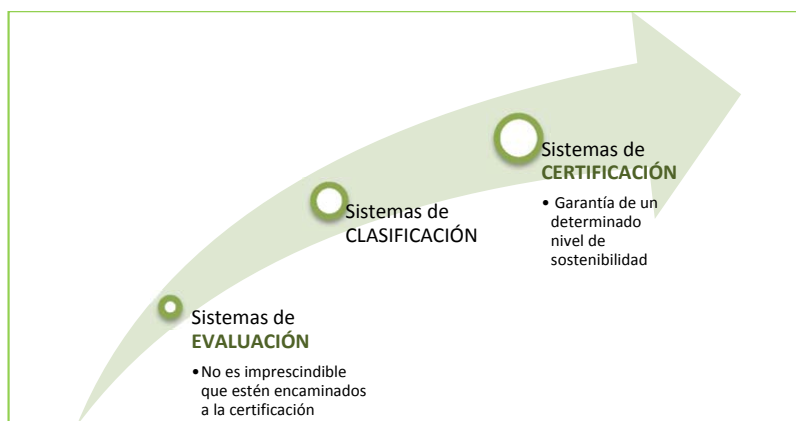 Sistemas de
CERTIFICACIÓN
• Garantía de un
determinado
nivel de
sostenibilidad
Sistemas de
CLASIFICACIÓN
Sistemas de
EVALUACIÓN
•No es imprescindible
que estén encaminados
a la certificación